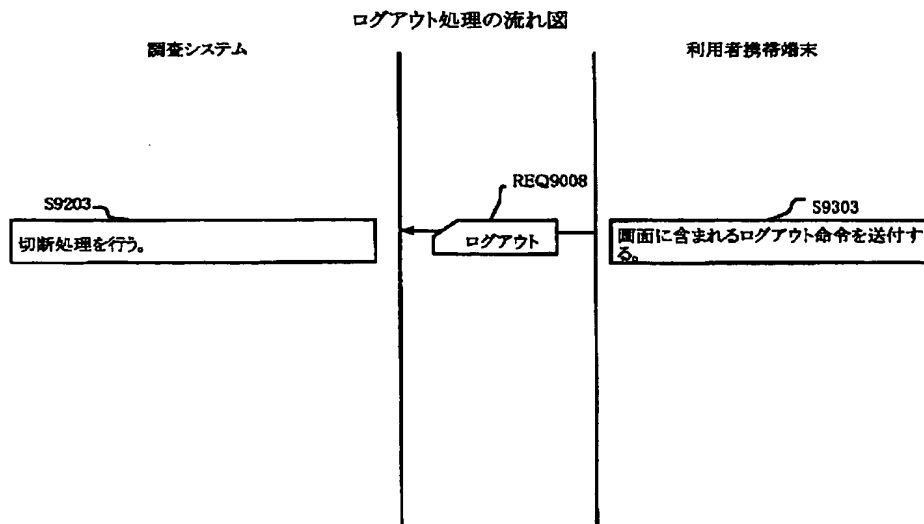 ログアウト処理の流れ図
調査システム
利用者携帯端末
REQ9008
S9203
S9303
切断処理を行う。
ログアウト
画面に含まれるログアウト命令を送付す
る。